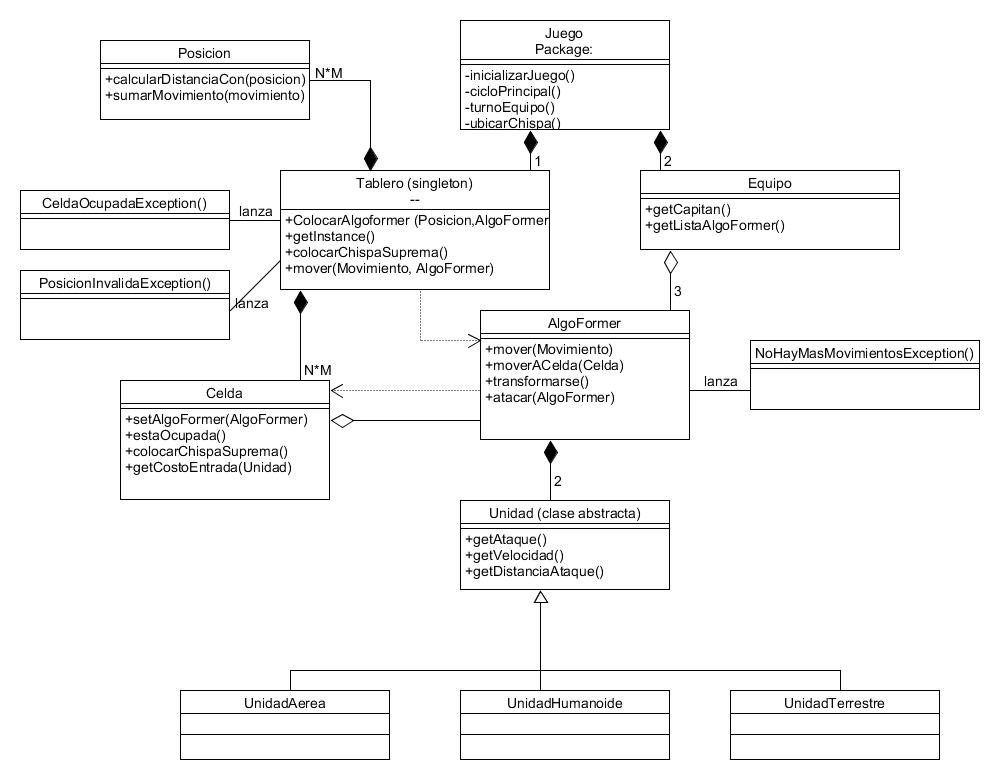 Juego
Package:
-inicializarJuego()
-cicloPrincipal()
-turnoEquipo()
-ubicarChispa()
Posicion
+calcularDistanciaCon(posicion)
+sumarMovimiento(movimiento)
N*M
1
2
Tablero (singleton)
--
+ColocarAlgoformer (Posicion,AlgoFormer
+getInstance()
+colocarChispaSuprema()
+mover(Movimiento, AlgoFormer)
Equipo
+getCapitan()
+getListaAlgoFormer()
CeldaOcupadaException()
lanza
PosicionInvalidaException()
lanza
3
AlgoFormer
+mover(Movimiento)
+moverACelda(Celda)
+transformarse()
+atacar(AlgoFormer)
NoHayMasMovimientosException()
lanza
N*M
Celda
+setAlgoFormer(AlgoFormer)
+estaOcupada()
+colocarChispaSuprema()
+getCostoEntrada(Unidad)
2
Unidad (clase abstracta)
+getAtaque()
+getVelocidad()
+getDistanciaAtaque()
UnidadAerea
UnidadHumanoide
UnidadTerrestre